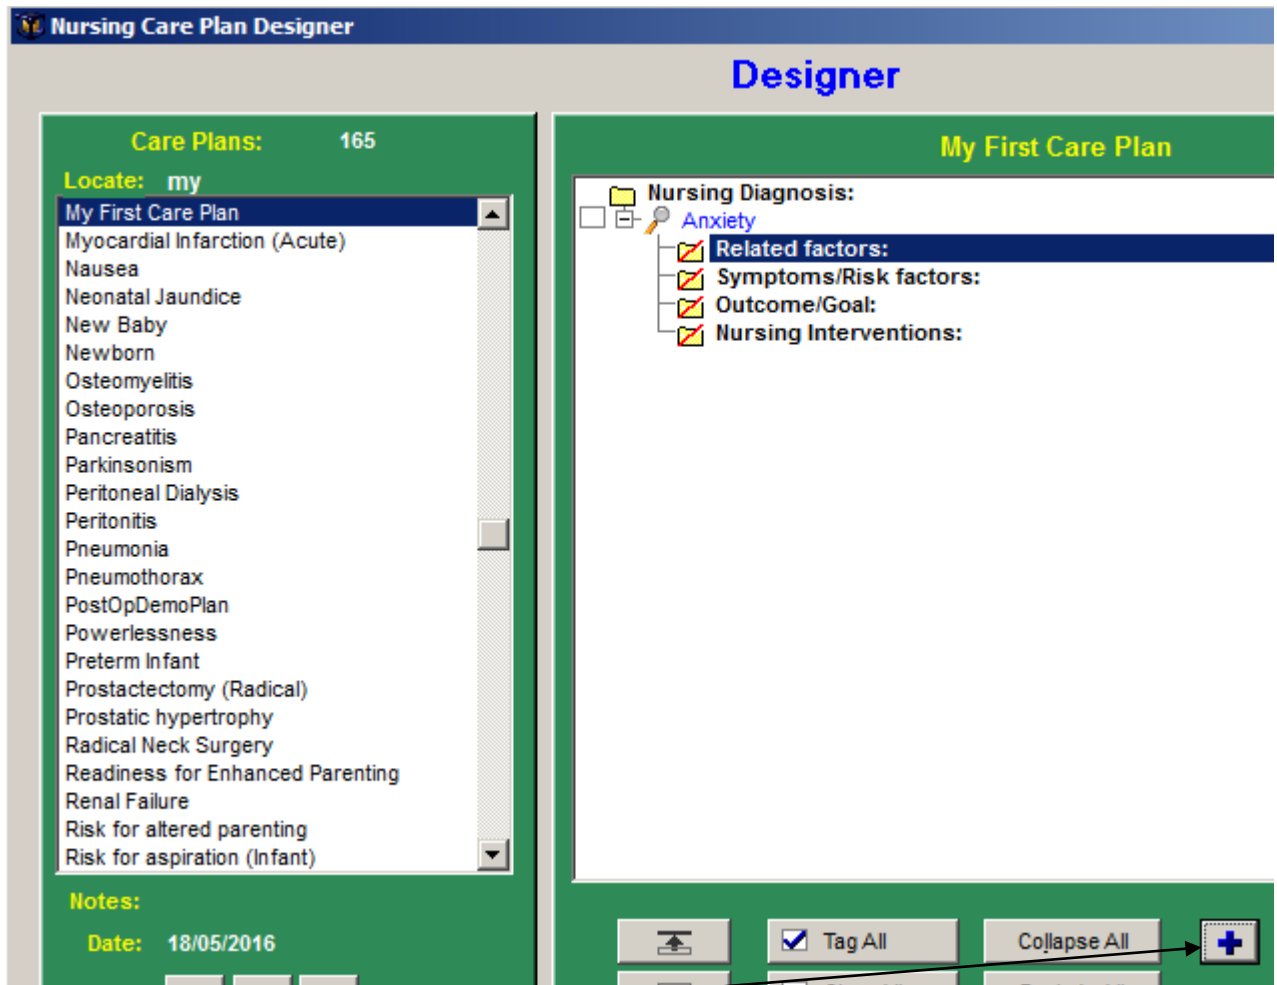 Nursing Care Plan Designer
Designer
Care Plans: 165
Locate: my
My First Care Plan
Myocardial Infarction (Acute)
Nausea
Neonatal Jaundice
New Baby
Newborn
Osteomyelitis
Osteoporosis
Pancreatitis
Parkinsonism
Peritoneal Dialysis
Peritonitis
Pneumonia
Pneumothorax
PostOpDemoPlan
Powerlessness
Preterm Infant
Prostactectomy (Radical)
Prostatic hypertrophy
Radical Neck Surgery
Readiness for Enhanced Parenting
Renal Failure
Risk for altered parenting
Risk for aspiration (Infant)
Notes:
Date: 18/05/2016
My First Care Plan
Nursing Diagnosis:
Anxiety
Related factors:
Symptoms/Risk factors:
Outcome/Goal:
Nursing Interventions:
Tag All
Collapse All